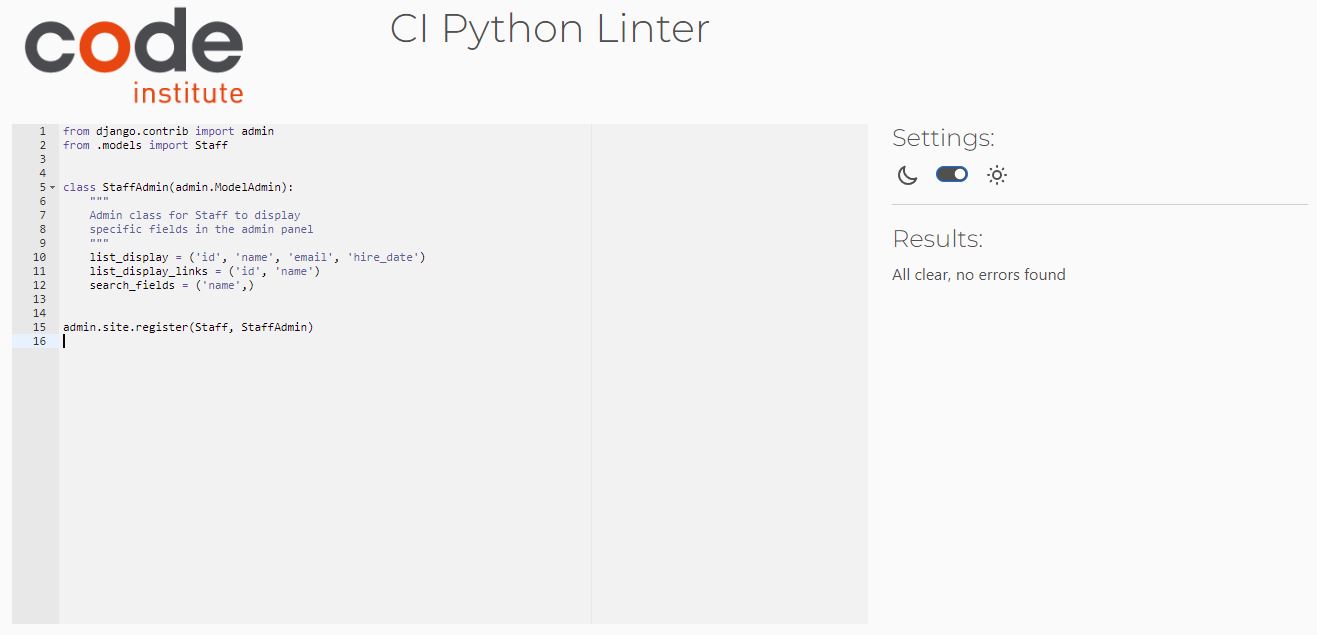 code
institute
CI Python Linter
1 from django.contrib import admin
2 from .models import Staff
3
4
5 class StaffAdmin(admin.ModelAdmin):
6     """
7     Admin class for Staff to display
8     specific fields in the admin panel
9     """
10     list_display = ('id', 'name', 'email', 'hire_date')
11     list_display_links = ('id', 'name')
12     search_fields = ('name',)
13
14
15 admin.site.register(Staff, StaffAdmin)
16
Settings:
Results:
All clear, no errors found